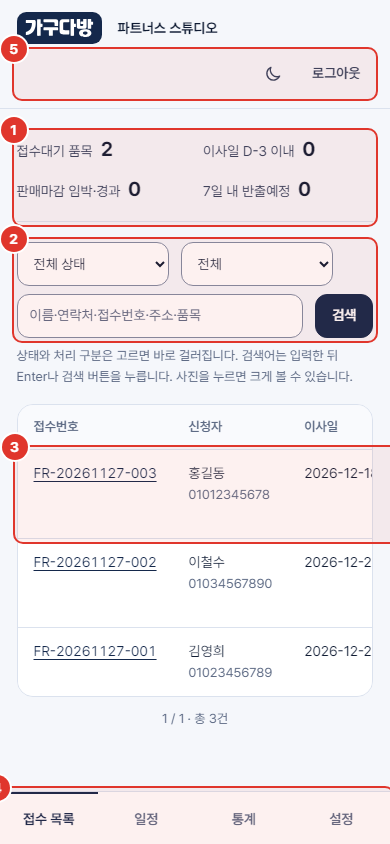 가구다방 파트너스 스튜디오
5
로그아웃
1
접수대기 품목 2 이사일 D-3 이내 0
판매마감 임박·경과 0 7일 내 반출예정 0
2
전체 상태 전체
이름·연락처·접수번호·주소·품목 검색
상태와 처리 구분은 고르면 바로 걸러집니다. 검색어는 입력한 뒤
Enter나 검색 버튼을 누릅니다. 사진을 누르면 크게 볼 수 있습니다.
접수번호 신청자 이사일
3
FR-20261127-003 홍길동 2026-12-18
01012345678
FR-20261127-002 이철수 2026-12-2
01034567890
FR-20261127-001 김영희 2026-12-2
01023456789
1 / 1 · 총 3건
접수 목록 일정 통계 설정